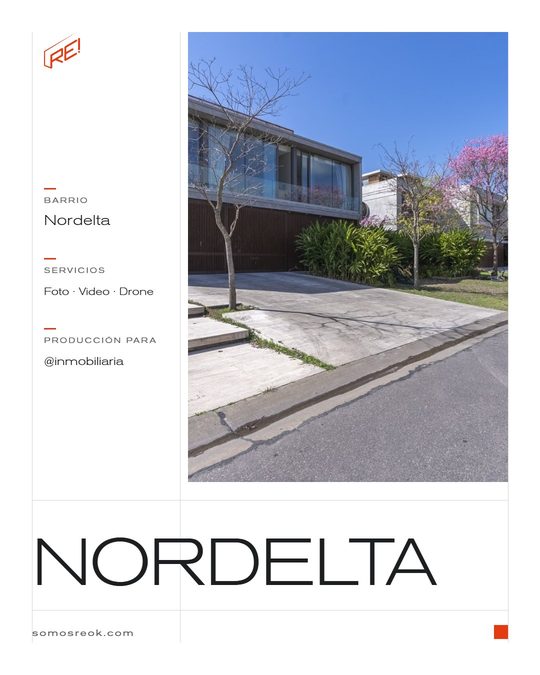 RE!
BARRIO
Nordelta
SERVICIOS
Foto · Video · Drone
PRODUCCIÓN PARA
@inmobiliaria
NORDELTA
somosreok.com